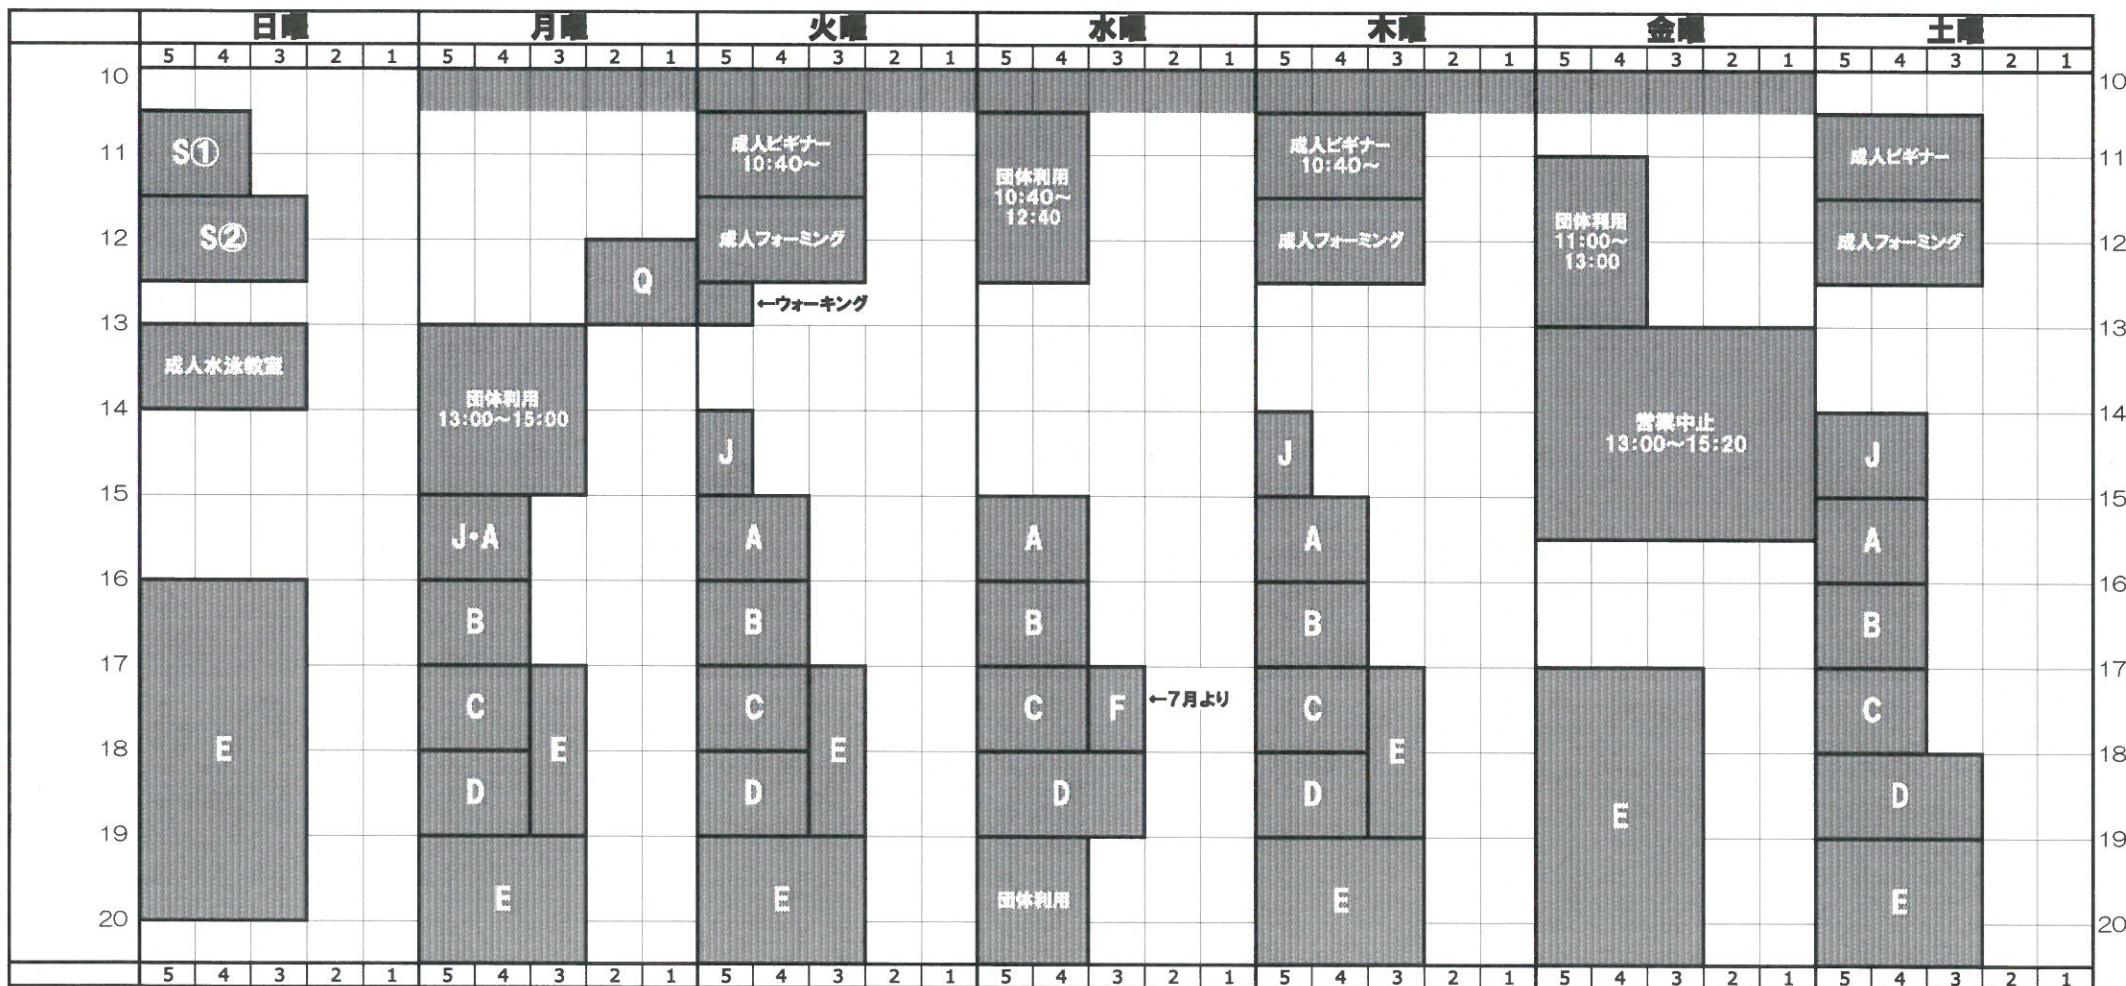 日曜 月曜 火曜 水曜 木曜 金曜 土曜
5 4 3 2 1 5 4 3 2 1 5 4 3 2 1 5 4 3 2 1 5 4 3 2 1 5 4 3 2 1 5 4 3 2 1
10 10
S① 成人ビギナー 団体利用 成人ビギナー 成人ビギナー
11 10:40～ 10:40～ 10:40～ 11
12:40
S② 成人フォーミング 成人フォーミング 団体利用 成人フォーミング
12 11:00～ 12
13:00
Q ←ウォーキング
13 13
成人水泳教室 団体利用 営業中止
14 13:00～15:00 13:00～15:20 14
J J J
15 15
J・A A A A A
16 16
B B B B B
17 17
C C C F ←7月より C C
18 E E E E 18
D D D D E D
19 19
E E 団体利用 E E
20 20
5 4 3 2 1 5 4 3 2 1 5 4 3 2 1 5 4 3 2 1 5 4 3 2 1 5 4 3 2 1 5 4 3 2 1